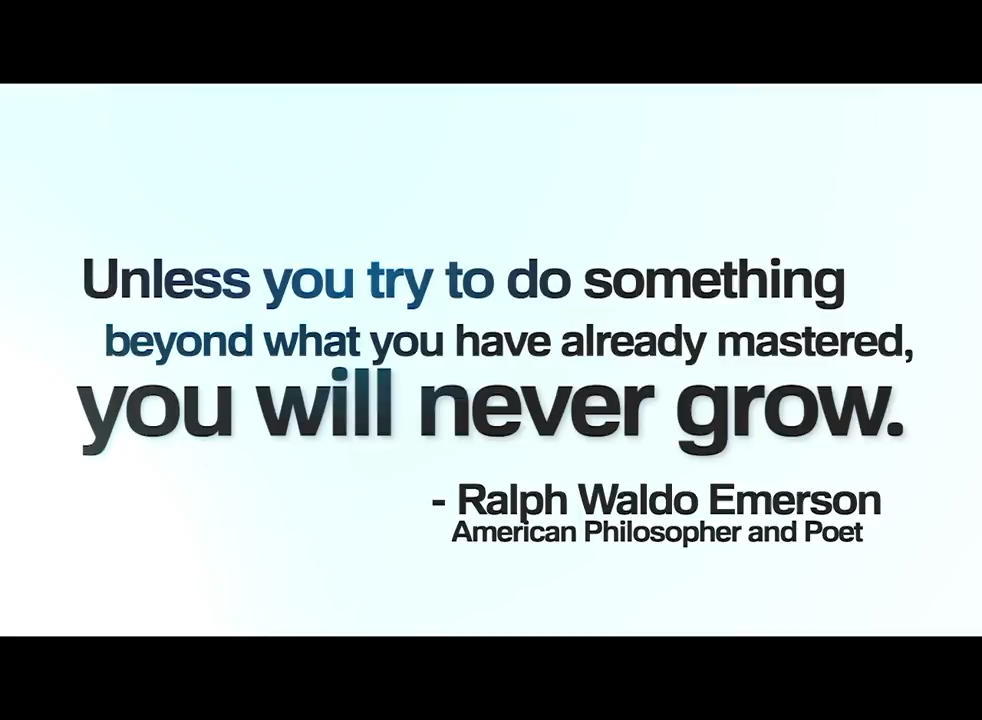 Unless you try to do something
beyond what you have already mastered,
you will never grow.
- Ralph Waldo Emerson
American Philosopher and Poet